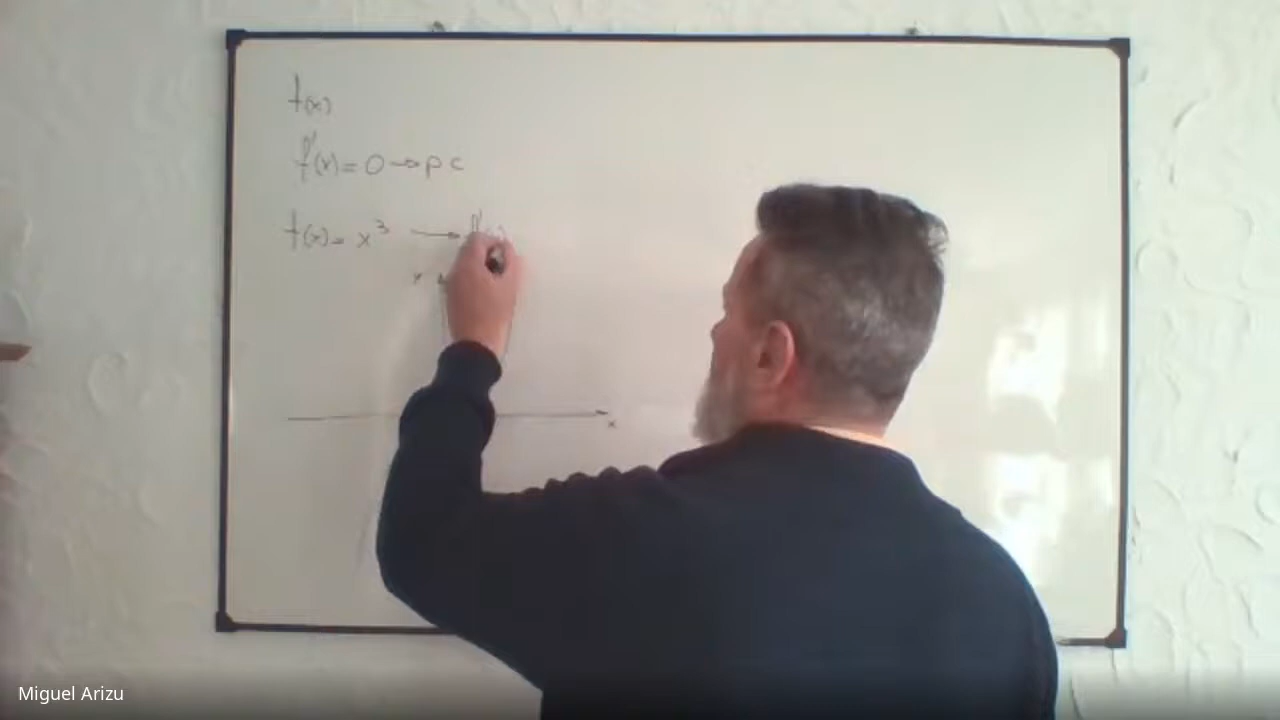 f(x)
f'(x) = 0 → p c
f(x) = x³ → f'(x)
y
x
Miguel Arizu